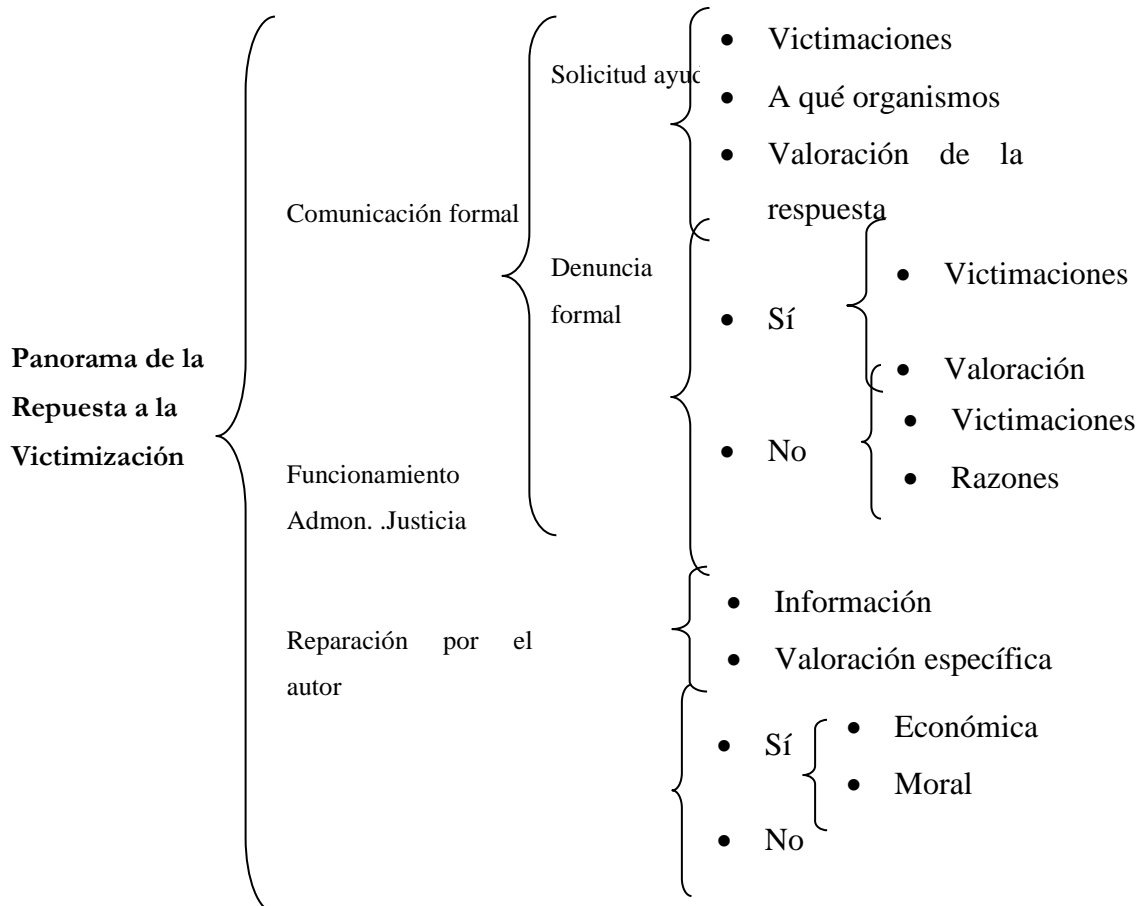 Panorama de la
Repuesta a la
Victimización
Comunicación formal
Solicitud ayud
• Victimaciones
• A qué organismos
• Valoración de la
respuesta
Denuncia
formal
• Sí
• Victimaciones
• Valoración
• No
• Victimaciones
• Razones
Funcionamiento
Admon. .Justicia
• Información
• Valoración específica
Reparación por el
autor
• Sí
• Económica
• Moral
• No